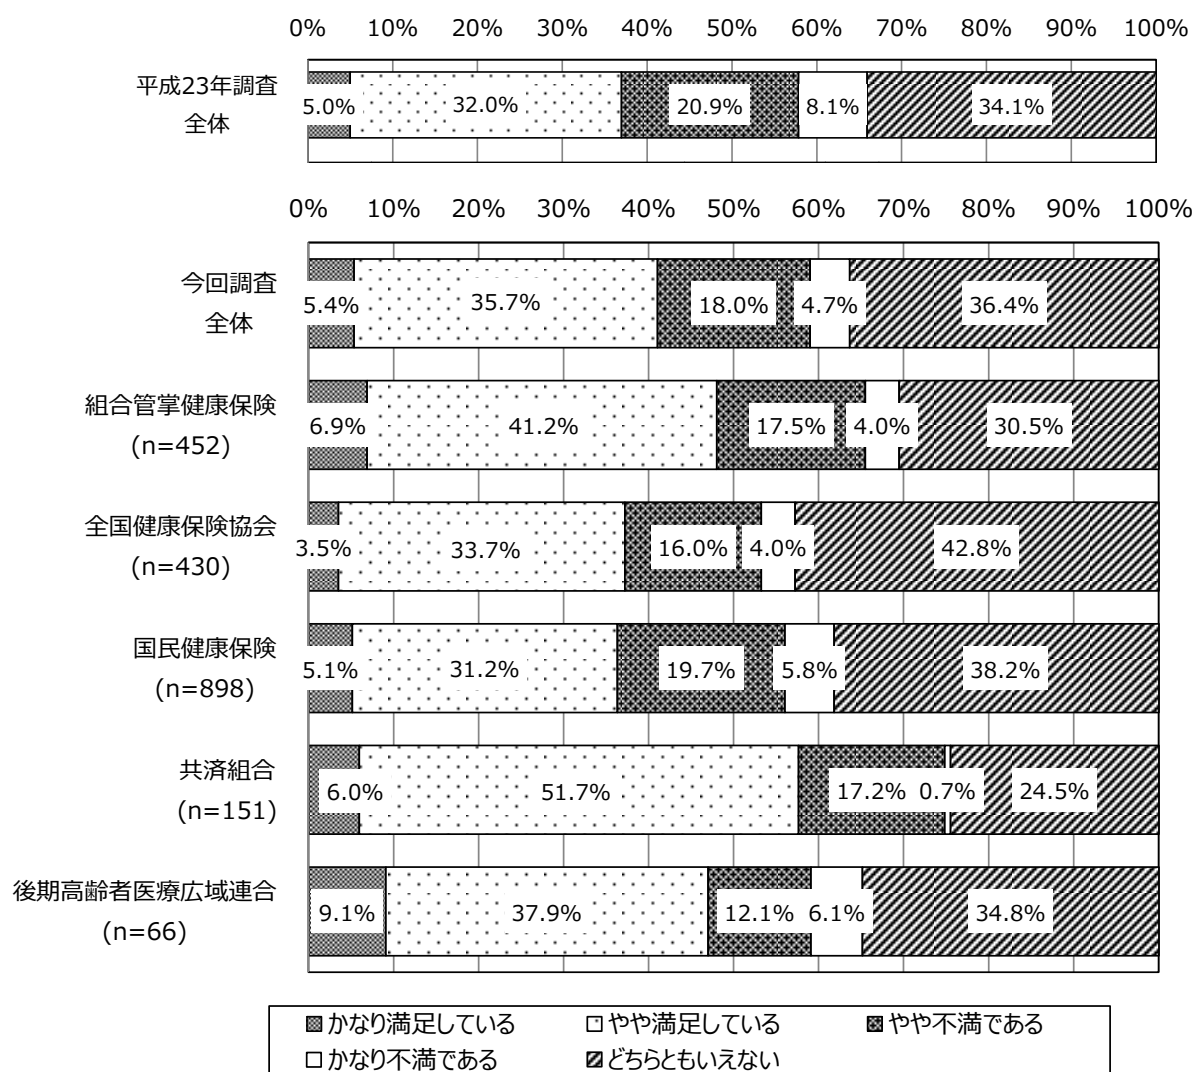 0% 10% 20% 30% 40% 50% 60% 70% 80% 90% 100%
平成23年調査
全体
5.0% 32.0% 20.9% 8.1% 34.1%
0% 10% 20% 30% 40% 50% 60% 70% 80% 90% 100%
今回調査
全体
5.4% 35.7% 18.0% 4.7% 36.4%
組合管掌健康保険
(n=452)
6.9% 41.2% 17.5% 4.0% 30.5%
全国健康保険協会
(n=430)
3.5% 33.7% 16.0% 4.0% 42.8%
国民健康保険
(n=898)
5.1% 31.2% 19.7% 5.8% 38.2%
共済組合
(n=151)
6.0% 51.7% 17.2% 0.7% 24.5%
後期高齢者医療広域連合
(n=66)
9.1% 37.9% 12.1% 6.1% 34.8%
かなり満足している やや満足している やや不満である
かなり不満である どちらともいえない